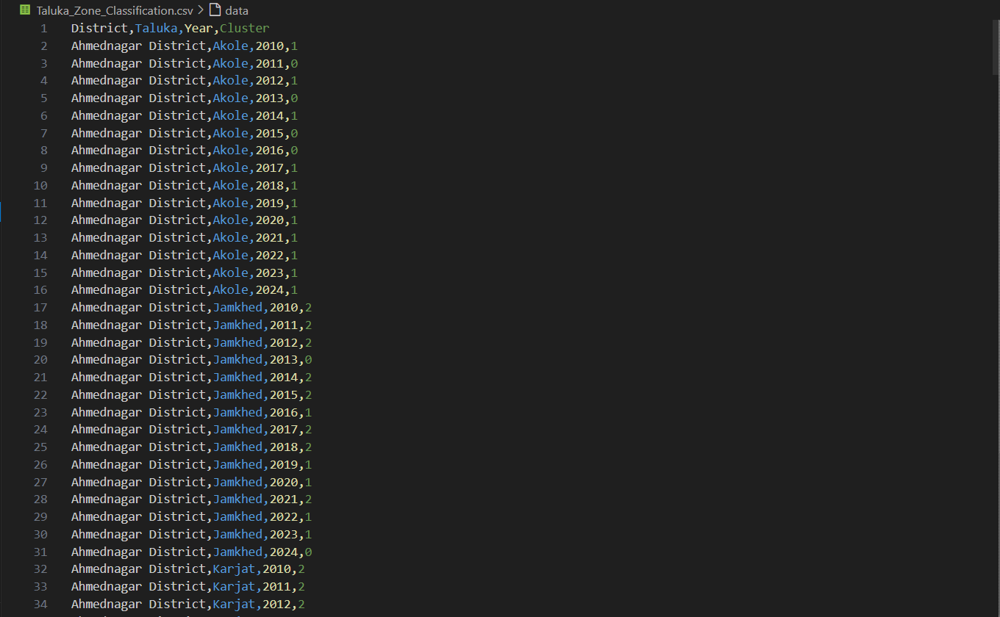 Taluka_Zone_Classification.csv > data
1 District,Taluka,Year,Cluster
2 Ahmednagar District,Akole,2010,1
3 Ahmednagar District,Akole,2011,0
4 Ahmednagar District,Akole,2012,1
5 Ahmednagar District,Akole,2013,0
6 Ahmednagar District,Akole,2014,1
7 Ahmednagar District,Akole,2015,0
8 Ahmednagar District,Akole,2016,0
9 Ahmednagar District,Akole,2017,1
10 Ahmednagar District,Akole,2018,1
11 Ahmednagar District,Akole,2019,1
12 Ahmednagar District,Akole,2020,1
13 Ahmednagar District,Akole,2021,1
14 Ahmednagar District,Akole,2022,1
15 Ahmednagar District,Akole,2023,1
16 Ahmednagar District,Akole,2024,1
17 Ahmednagar District,Jamkhed,2010,2
18 Ahmednagar District,Jamkhed,2011,2
19 Ahmednagar District,Jamkhed,2012,2
20 Ahmednagar District,Jamkhed,2013,0
21 Ahmednagar District,Jamkhed,2014,2
22 Ahmednagar District,Jamkhed,2015,2
23 Ahmednagar District,Jamkhed,2016,1
24 Ahmednagar District,Jamkhed,2017,2
25 Ahmednagar District,Jamkhed,2018,2
26 Ahmednagar District,Jamkhed,2019,1
27 Ahmednagar District,Jamkhed,2020,1
28 Ahmednagar District,Jamkhed,2021,2
29 Ahmednagar District,Jamkhed,2022,1
30 Ahmednagar District,Jamkhed,2023,1
31 Ahmednagar District,Jamkhed,2024,0
32 Ahmednagar District,Karjat,2010,2
33 Ahmednagar District,Karjat,2011,2
34 Ahmednagar District,Karjat,2012,2